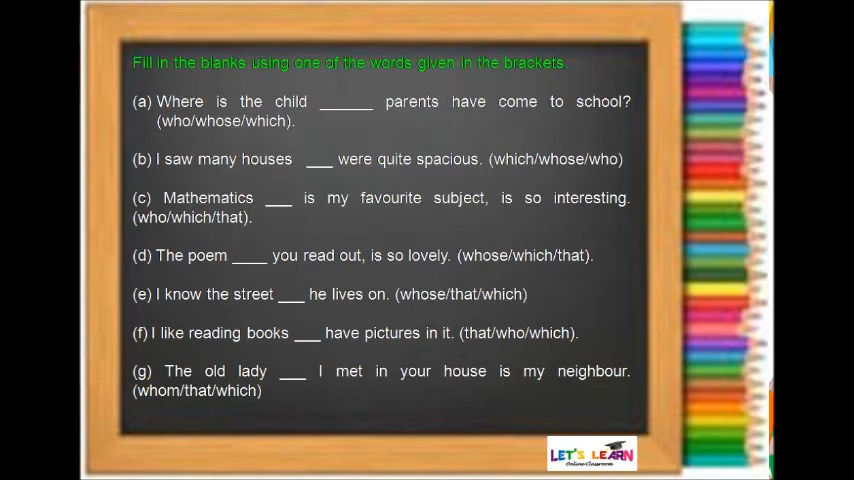 Fill in the blanks using one of the words given in the brackets.
(a) Where is the child ______ parents have come to school?
(who/whose/which).
(b) I saw many houses ___ were quite spacious. (which/whose/who)
(c) Mathematics ___ is my favourite subject, is so interesting.
(who/which/that).
(d) The poem ____ you read out, is so lovely. (whose/which/that).
(e) I know the street ___ he lives on. (whose/that/which)
(f) I like reading books ___ have pictures in it. (that/who/which).
(g) The old lady ___ I met in your house is my neighbour.
(whom/that/which)
LET'S LEARN
Online Classroom